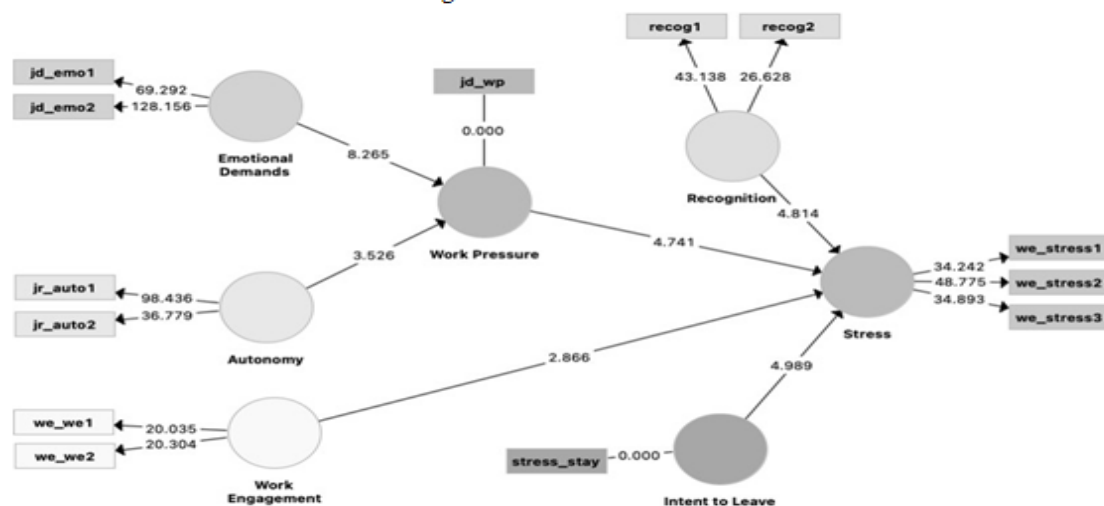 recog1
recog2
jd_emo1
jd_emo2
69.292
128.156
jd_wp
43.138
26.628
0.000
Emotional
Demands
8.265
Recognition
4.814
Work Pressure
3.526
4.741
jr_auto1
jr_auto2
98.436
36.779
Autonomy
we_stress1
we_stress2
we_stress3
34.242
48.775
34.893
Stress
2.866
4.989
we_we1
we_we2
20.035
20.304
Work
Engagement
stress_stay
0.000
Intent to Leave